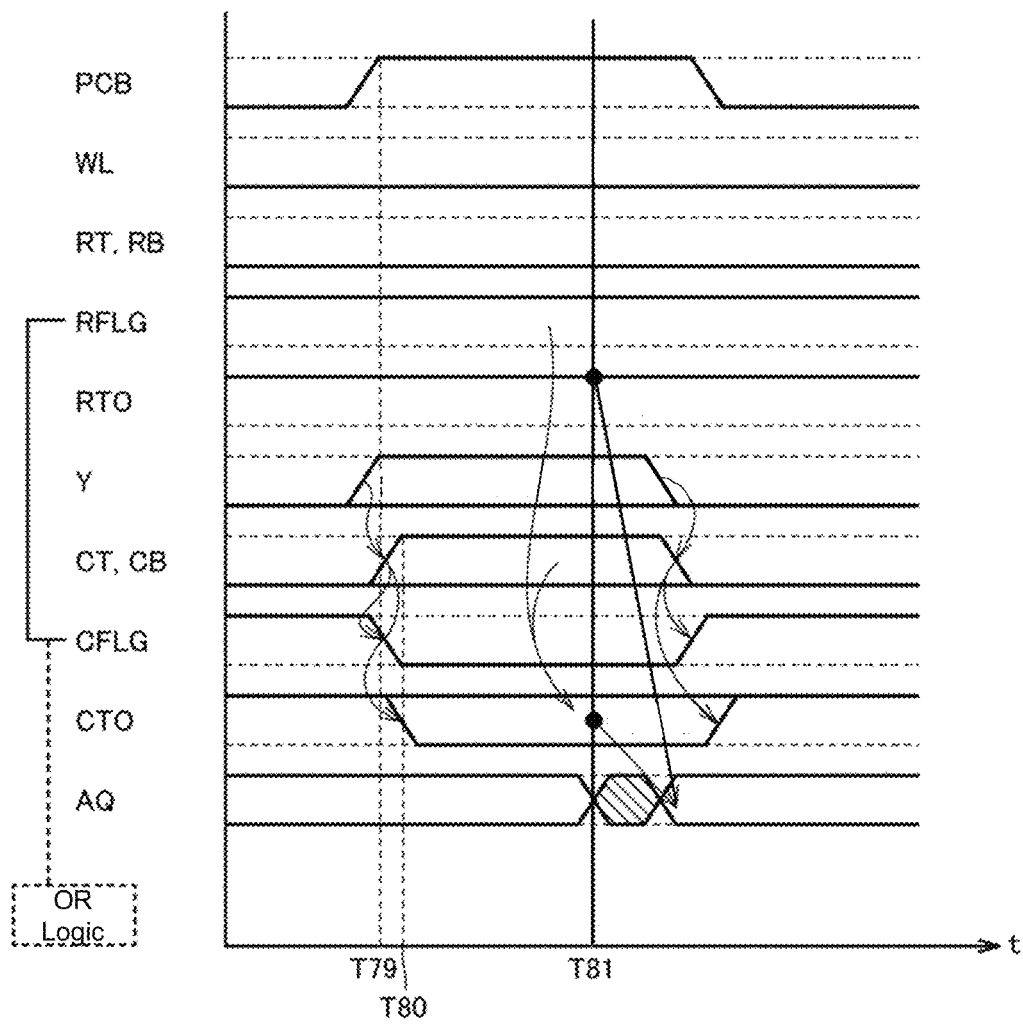 PCB
WL
RT, RB
RFLG
RTO
Y
CT, CB
CFLG
CTO
AQ
OR
Logic
t
T79
T81
T80